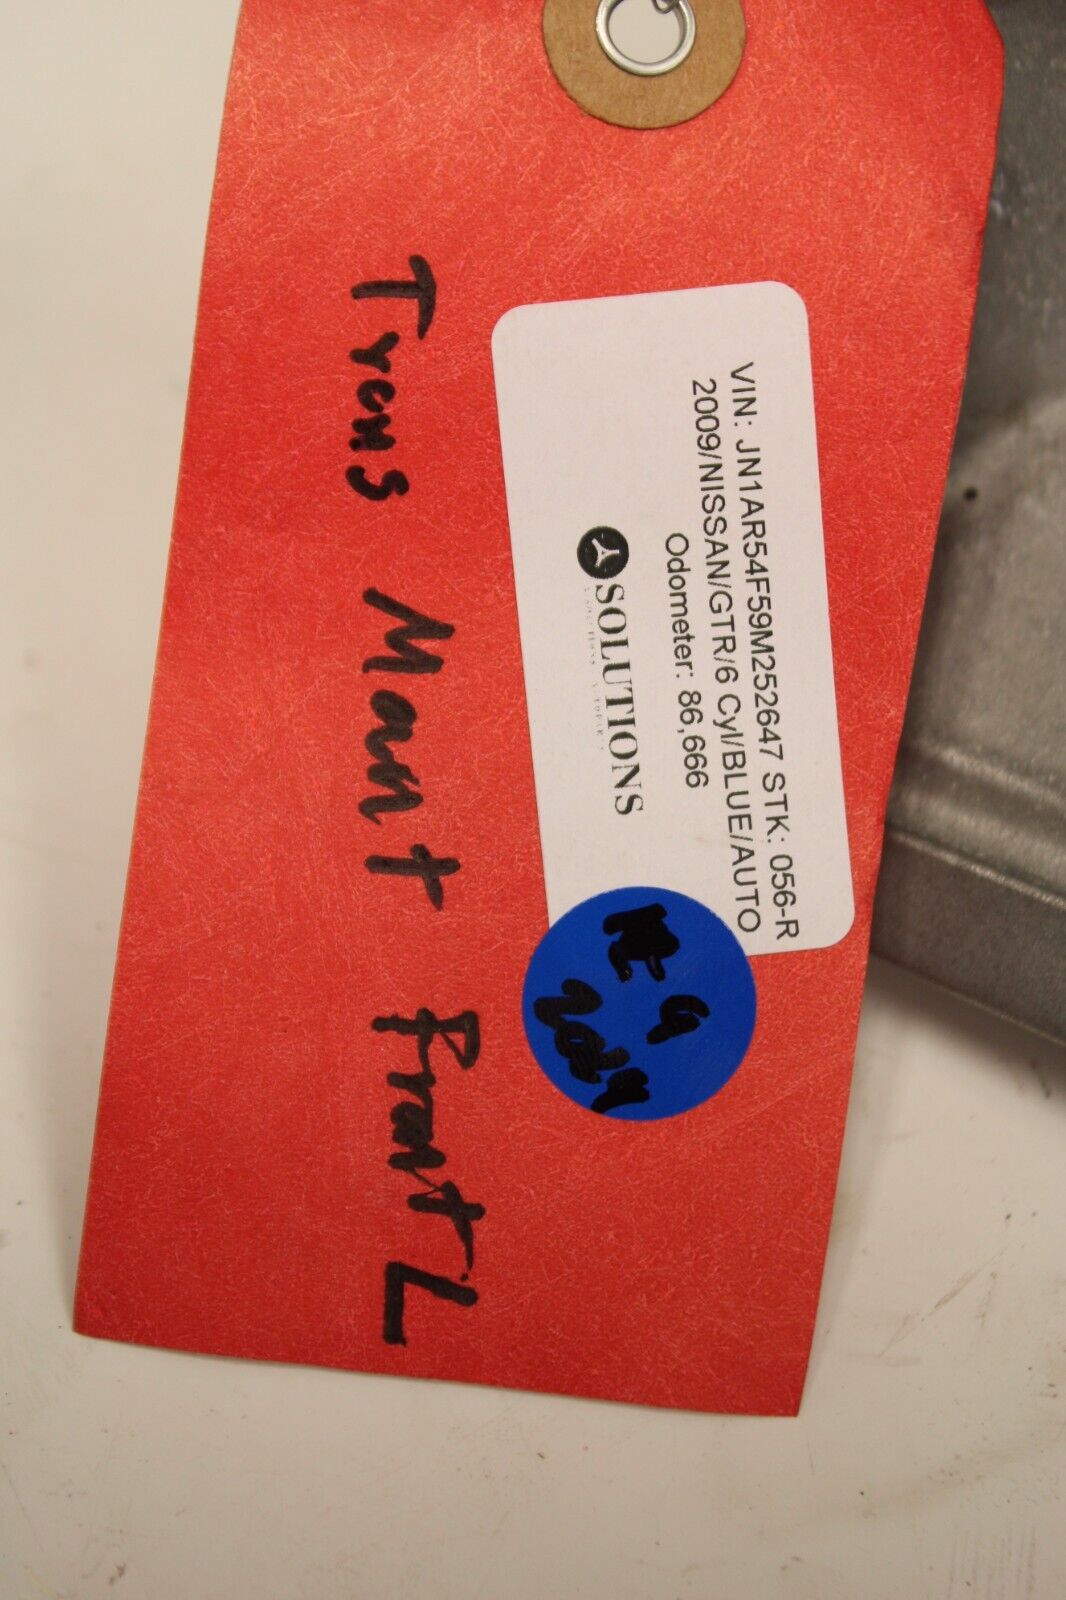 VIN: JN1AR54F59M252647 STK: 056-R
2009/NISSAN/GTR/6 Cyl/BLUE/AUTO
Odometer: 86,666
SOLUTIONS
Trans Mount Front L